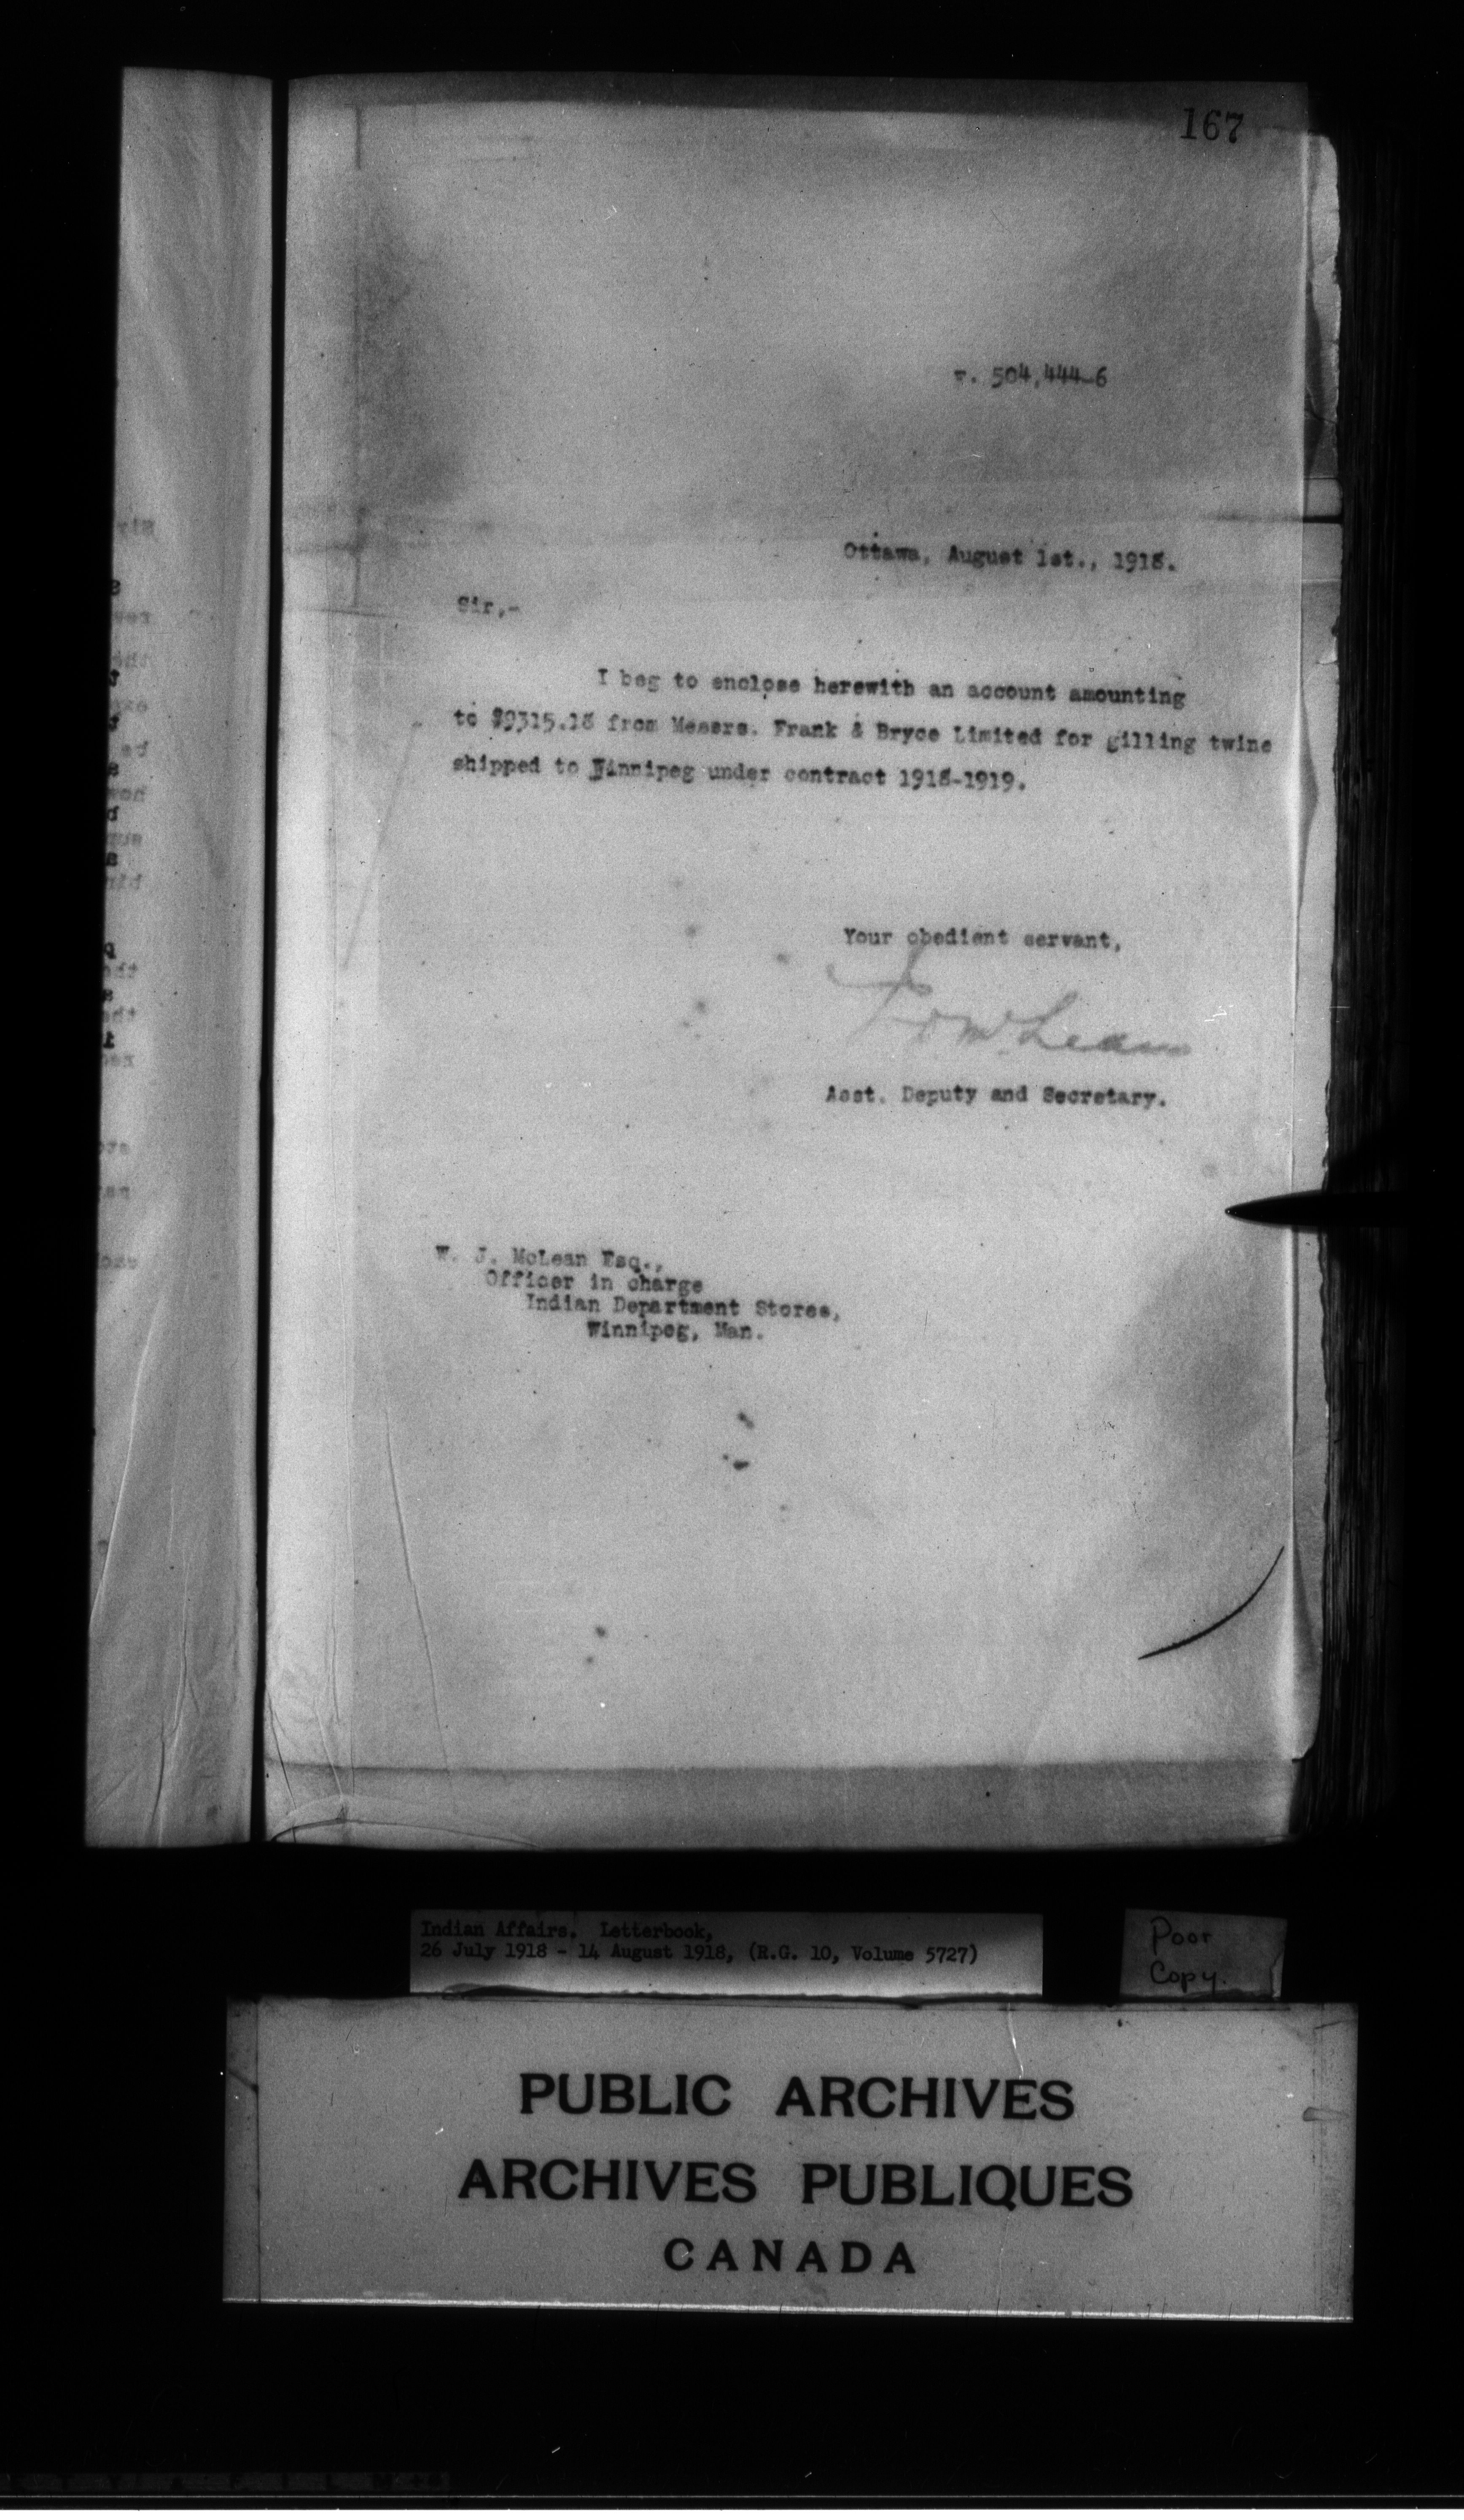 167
504,444-6
Ottawa, August 1st., 1918.
Sir,-
I beg to enclose herewith an account amounting
to $9315.18 from Messrs. Frank & Bryce Limited for gilling twine
shipped to Winnipeg under contract 1918-1919.
Your obedient servant,
Asst. Deputy and Secretary.
W. J. McLean Esq.,
Officer in charge
Indian Department Stores,
Winnipeg, Man.
Indian Affairs. Letterbook,
26 July 1918 - 14 August 1918, (R.G. 10, Volume 5727)
Poor
Copy.
PUBLIC ARCHIVES
ARCHIVES PUBLIQUES
CANADA